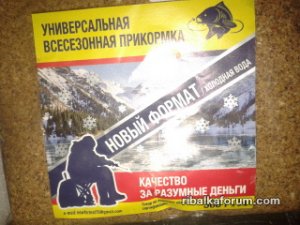 УНИВЕРСАЛЬНАЯ
ВСЕСЕЗОННАЯ ПРИКОРМКА
НОВЫЙ ФОРМАТ
ХОЛОДНАЯ ВОДА
КАЧЕСТВО
ЗА РАЗУМНЫЕ ДЕНЬГИ
ribalkaforum.com